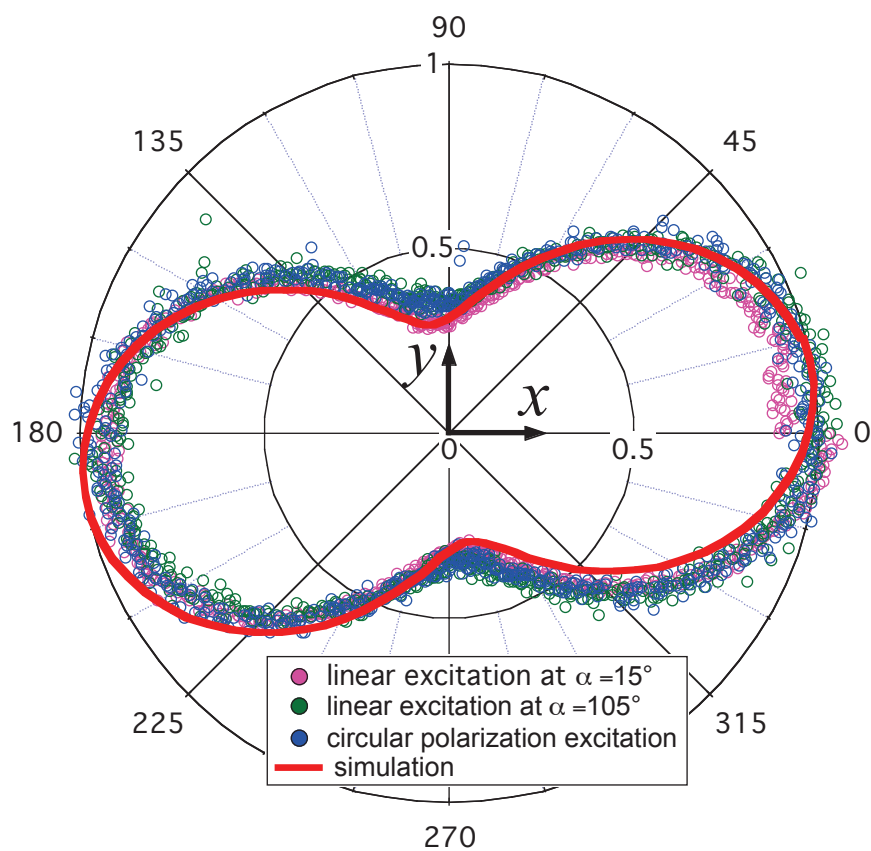 90
1
135
45
0.5
y
x
180
0
0.5
0
linear excitation at α =15°
linear excitation at α =105°
circular polarization excitation
simulation
225
315
270